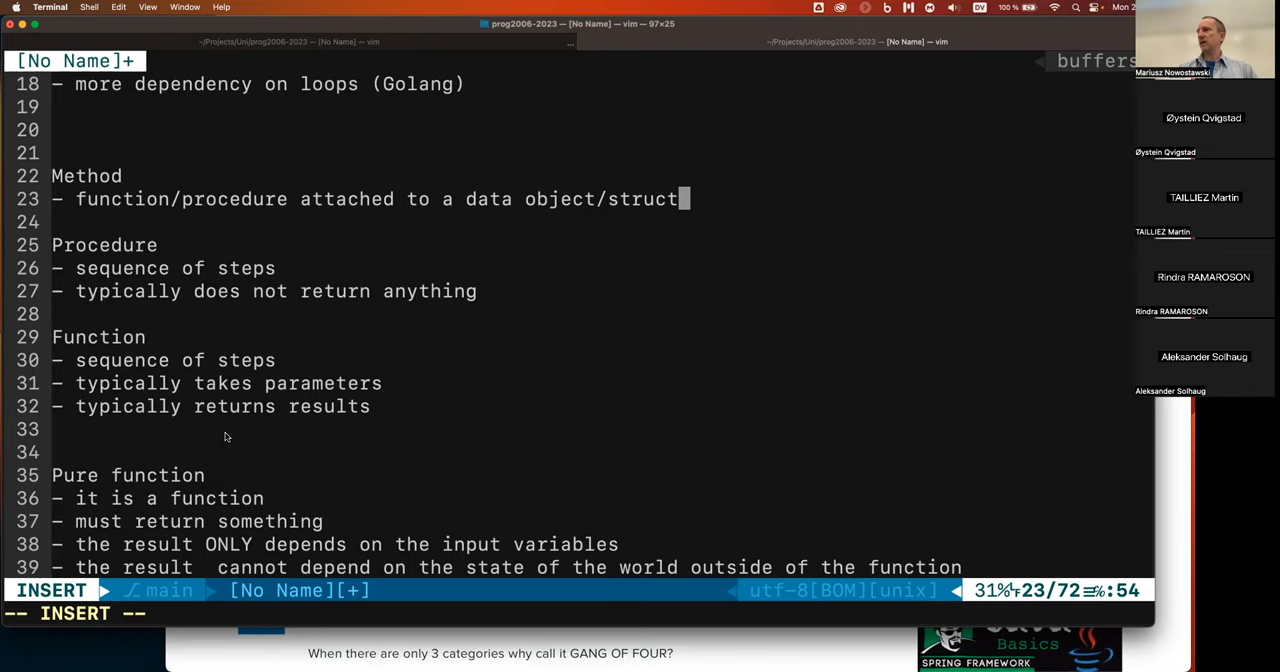 Terminal Shell Edit View Window Help
100 % Mon 2
prog2006-2023 — [No Name] — vim — 97×25
~/Projects/Uni/prog2006-2023 — [No Name] — vim
...
~/Projects/Uni/prog2006-2023 — [No Name] — vim
[No Name]+
buffers
18 - more dependency on loops (Golang)
19
20
21
22 Method
23 - function/procedure attached to a data object/struct
24
25 Procedure
26 - sequence of steps
27 - typically does not return anything
28
29 Function
30 - sequence of steps
31 - typically takes parameters
32 - typically returns results
33
34
35 Pure function
36 - it is a function
37 - must return something
38 - the result ONLY depends on the input variables
39 - the result  cannot depend on the state of the world outside of the function
INSERT main [No Name][+] utf-8[BOM][unix] 31% 23/72 :54
-- INSERT --
Mariusz Nowostawski
Øystein Qvigstad
Øystein Qvigstad
TAILLIEZ Martin
TAILLIEZ Martin
Rindra RAMAROSON
Rindra RAMAROSON
Aleksander Solhaug
Aleksander Solhaug
When there are only 3 categories why call it GANG OF FOUR?
Basics
SPRING FRAMEWORK